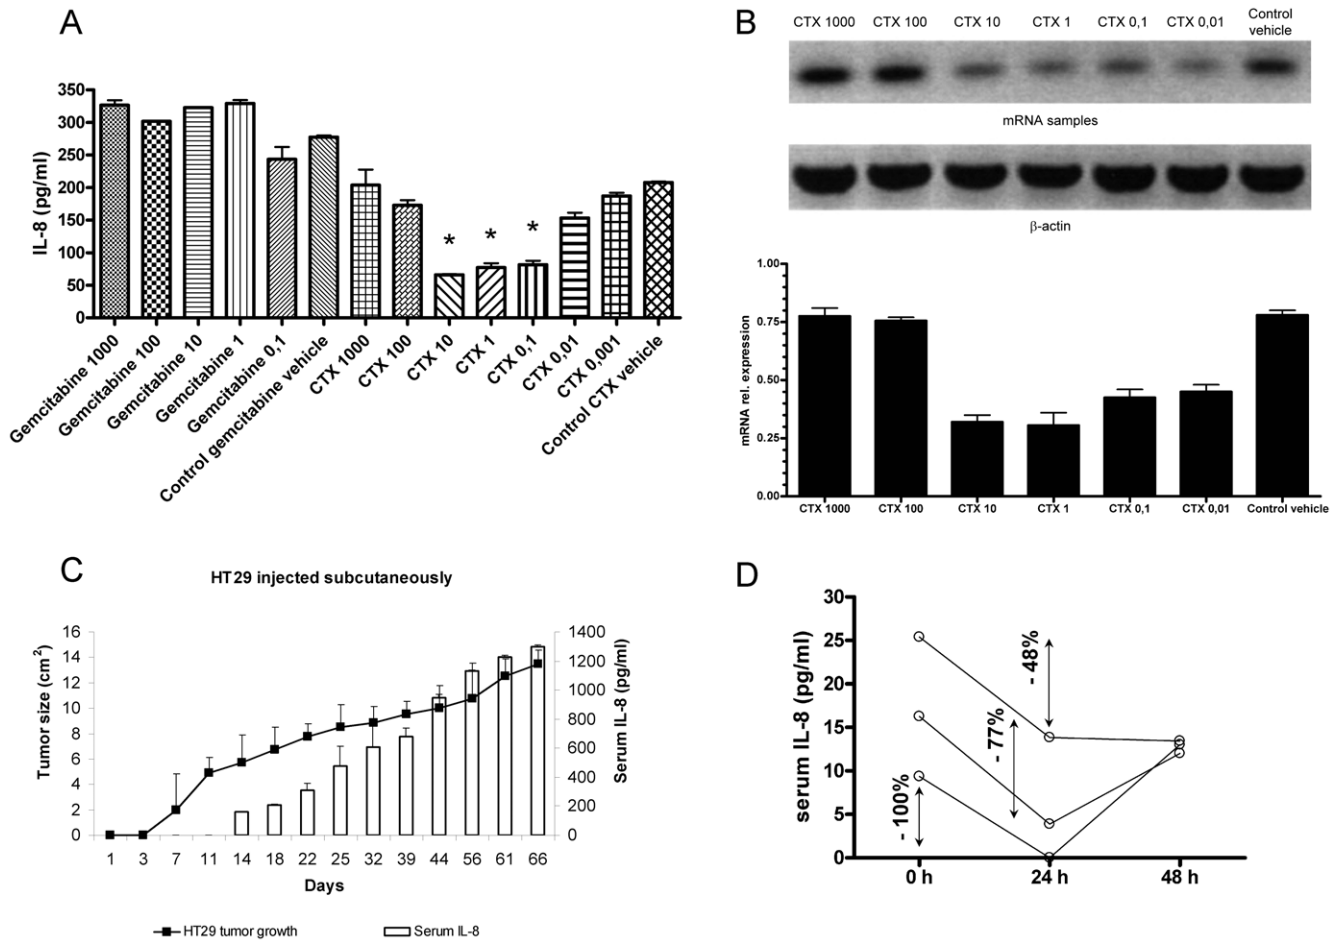 A
IL-8 (pg/ml)
350
300
250
200
150
100
50
0
* * *
Gemcitabine 1000
Gemcitabine 100
Gemcitabine 10
Gemcitabine 1
Gemcitabine 0,1
Control gemcitabine vehicle
CTX 1000
CTX 100
CTX 10
CTX 1
CTX 0,1
CTX 0,01
CTX 0,001
Control CTX vehicle
B
CTX 1000 CTX 100 CTX 10 CTX 1 CTX 0,1 CTX 0,01 Control
vehicle
mRNA samples
β-actin
mRNA rel. expression
1.00
0.75
0.50
0.25
0.00
CTX 1000 CTX 100 CTX 10 CTX 1 CTX 0,1 CTX 0,01 Control vehicle
C
HT29 injected subcutaneously
Tumor size (cm²)
16
14
12
10
8
6
4
2
0
1400
1200
1000
800
600
400
200
0
Serum IL-8 (pg/ml)
1 3 7 11 14 18 22 25 32 39 44 56 61 66
Days
HT29 tumor growth Serum IL-8
D
serum IL-8 (pg/ml)
30
25
20
15
10
5
0
- 100%
- 77%
- 48%
0 h 24 h 48 h